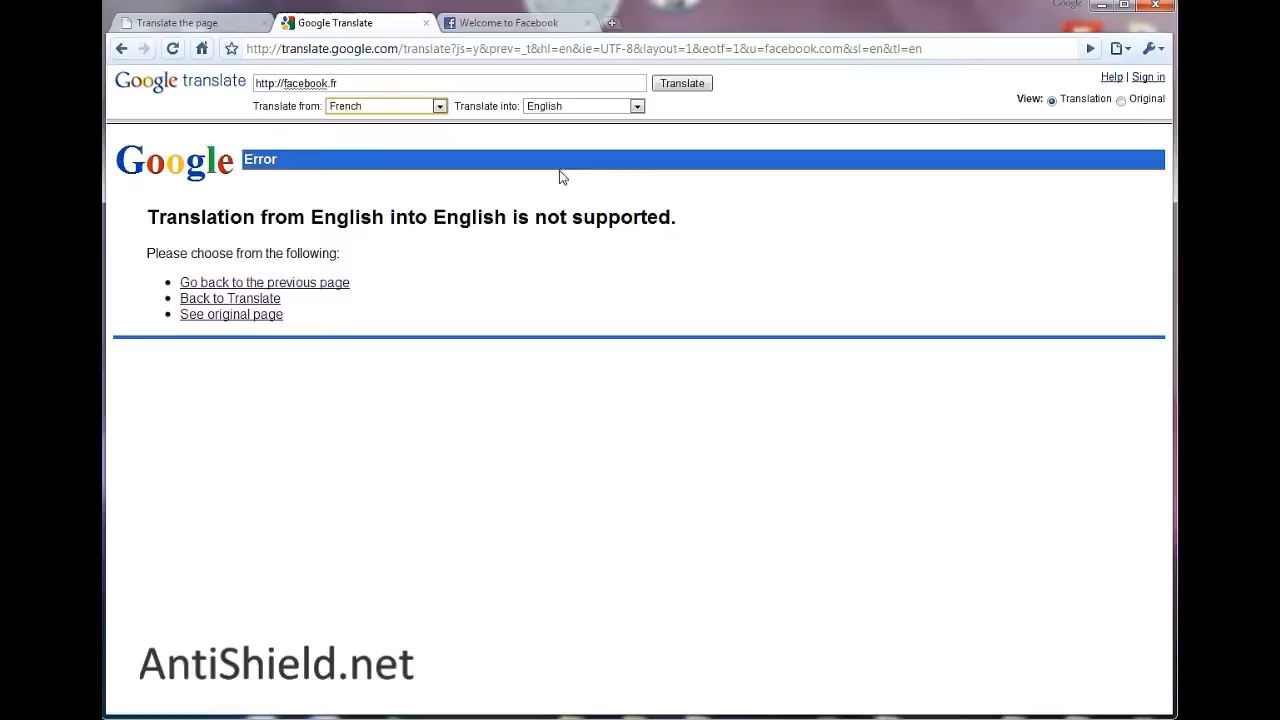 Google
Translate the page
Google Translate
Welcome to Facebook
http://translate.google.com/translate?js=y&prev=_t&hl=en&ie=UTF-8&layout=1&eotf=1&u=facebook.com&sl=en&tl=en
Google translate
http://facebook.fr
Translate
Help | Sign in
Translate from: French
Translate into: English
View: Translation Original
Google
Error
Translation from English into English is not supported.
Please choose from the following:
Go back to the previous page
Back to Translate
See original page
AntiShield.net